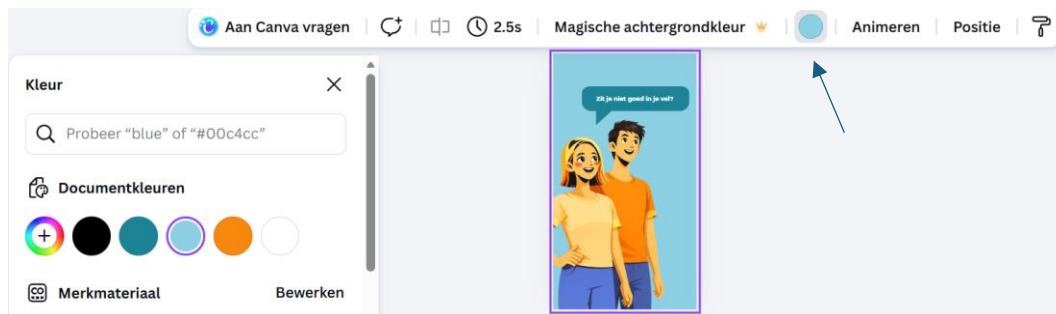 Aan Canva vragen
2.5s
Magische achtergrondkleur
Animeren
Positie
Kleur
Probeer “blue” of “#00c4cc”
Documentkleuren
Merkmateriaal
Bewerken
Zit je niet goed in je vel?